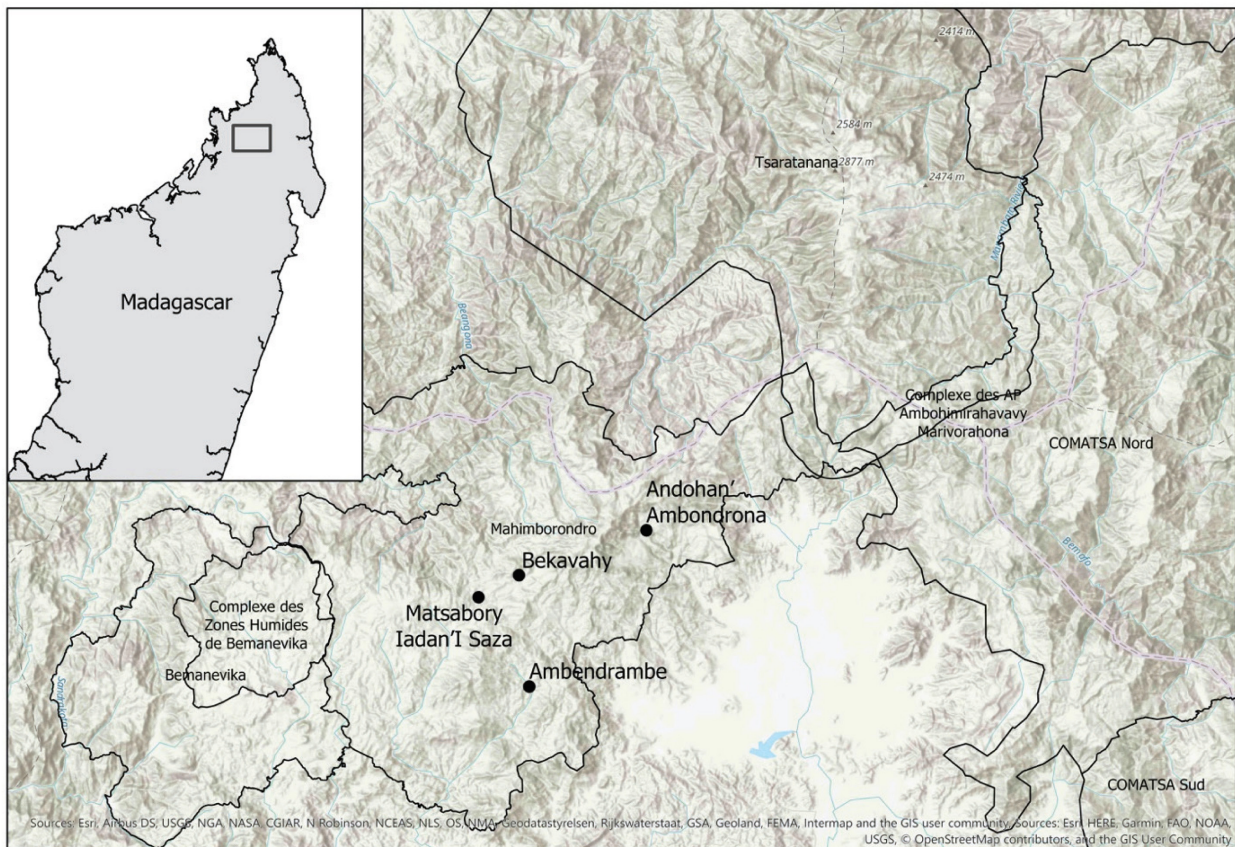 Madagascar
2414 m
2584 m
Tsaratanana
2877 m
2474 m
Beangona
Complexe des AP
Ambohimirahavavy
Marivorahona
COMATSA Nord
Andohan'
Ambondrona
Mahimborondro
Bekavahy
Bemafo
Matsabory
Iadan'I Saza
Complexe des
Zones Humides
de Bemanevika
Bemanevika
Ambendrambe
Sandrakota
COMATSA Sud
Sources: Esri, Airbus DS, USGS, NGA, NASA, CGIAR, N Robinson, NCEAS, NLS, OS, NMA, Geodatastyrelsen, Rijkswaterstaat, GSA, Geoland, FEMA, Intermap and the GIS user community, Sources: Esri, HERE, Garmin, FAO, NOAA,
USGS, © OpenStreetMap contributors, and the GIS User Community